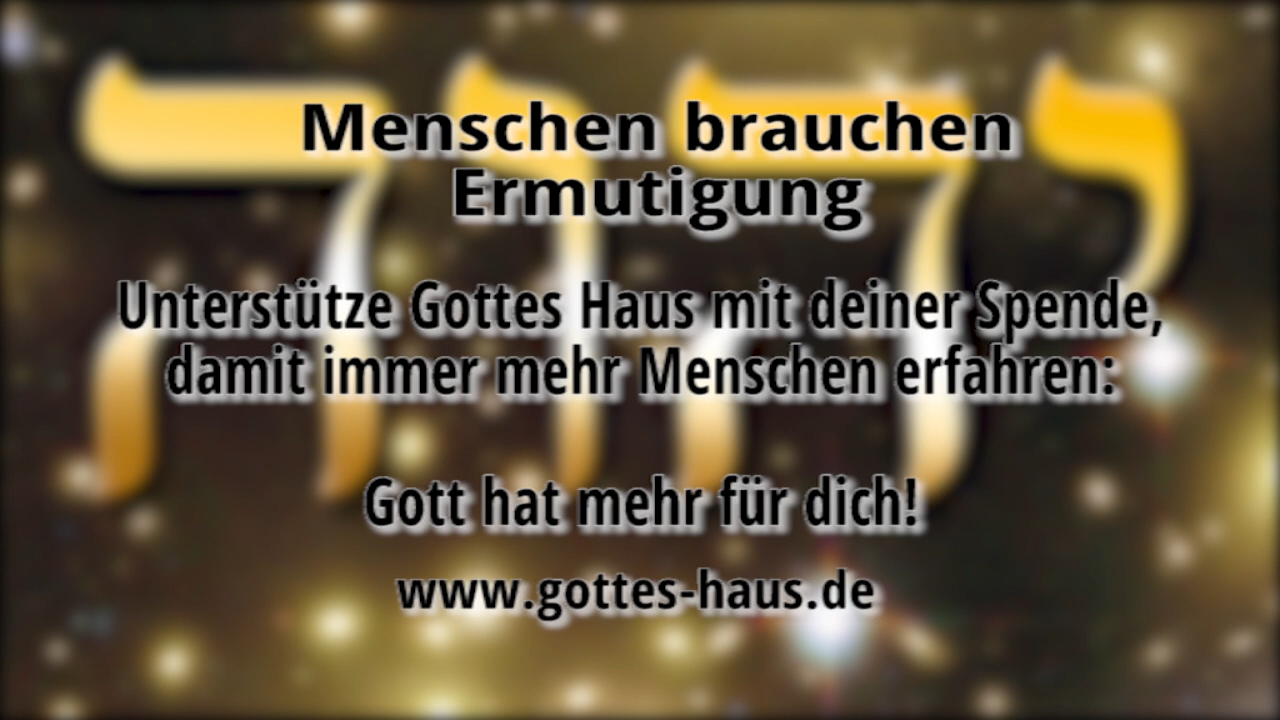 יהוה
Menschen brauchen
Ermutigung
Unterstütze Gottes Haus mit deiner Spende,
damit immer mehr Menschen erfahren:
Gott hat mehr für dich!
www.gottes-haus.de